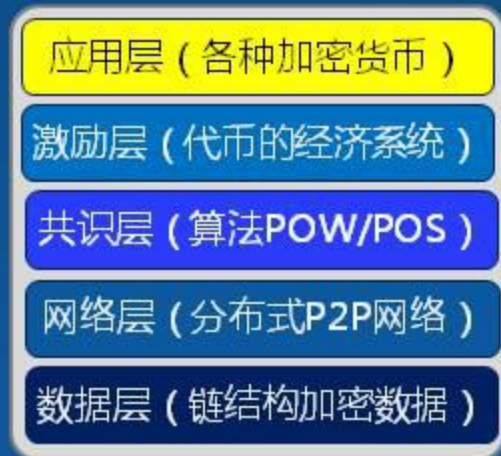 应用层（各种加密货币）
激励层（代币的经济系统）
共识层（算法POW/POS）
网络层（分布式P2P网络）
数据层（链结构加密数据）